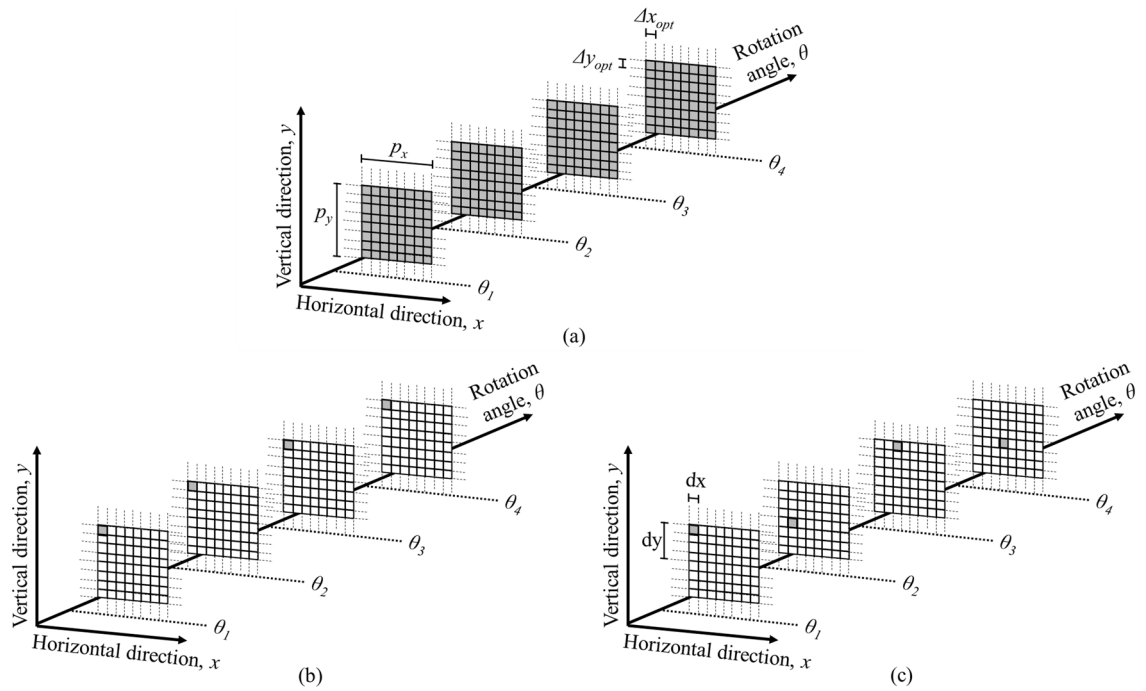 Δx_opt
Δy_opt
Rotation
angle, θ
p_x
p_y
Vertical direction, y
θ_4
θ_3
θ_2
θ_1
Horizontal direction, x
(a)
Rotation
angle, θ
Vertical direction, y
θ_4
θ_3
θ_2
θ_1
Horizontal direction, x
(b)
Rotation
angle, θ
dx
dy
Vertical direction, y
θ_4
θ_3
θ_2
θ_1
Horizontal direction, x
(c)